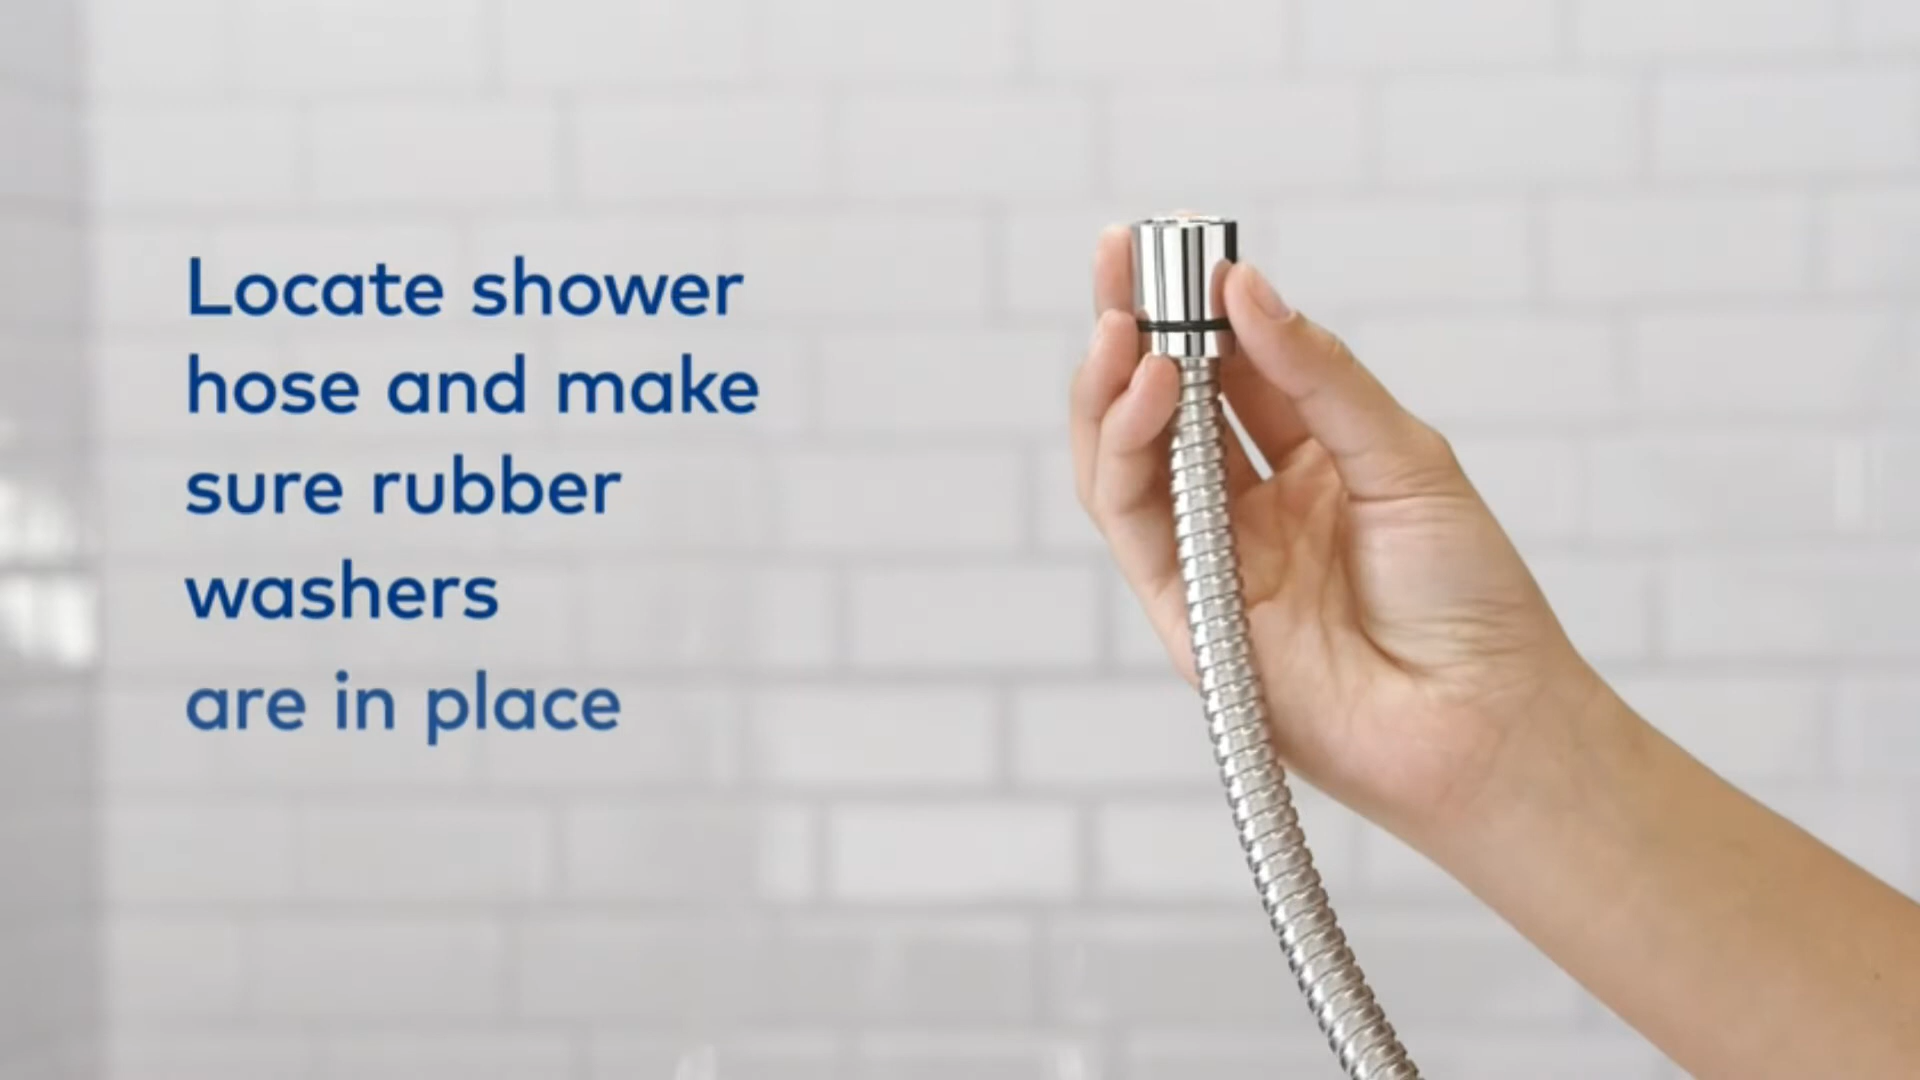 Locate shower
hose and make
sure rubber
washers
are in place